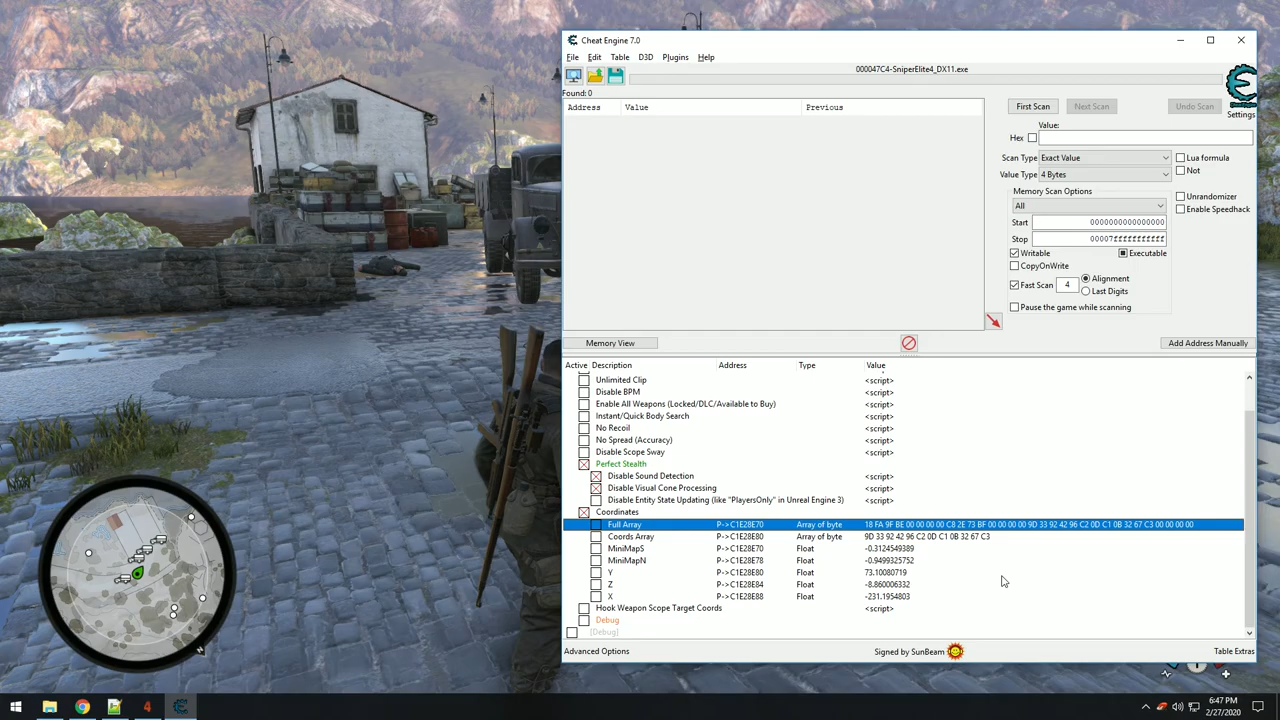 Cheat Engine 7.0
File Edit Table D3D Plugins Help
000047C4-SniperElite4_DX11.exe
Found: 0
Address Value Previous
First Scan Next Scan Undo Scan
Settings
Value:
Hex
Scan Type Exact Value Lua formula
Value Type 4 Bytes Not
Memory Scan Options
All Unrandomizer
Start 0000000000000000 Enable Speedhack
Stop 00007fffffffffff
Writable Executable
CopyOnWrite
Fast Scan 4 Alignment
Last Digits
Pause the game while scanning
Memory View Add Address Manually
Active Description Address Type Value
Unlimited Clip <script>
Disable BPM <script>
Enable All Weapons (Locked/DLC/Available to Buy) <script>
Instant/Quick Body Search <script>
No Recoil <script>
No Spread (Accuracy) <script>
Disable Scope Sway <script>
Perfect Stealth
Disable Sound Detection <script>
Disable Visual Cone Processing <script>
Disable Entity State Updating (like "PlayersOnly" in Unreal Engine 3) <script>
Coordinates
Full Array P->C1E28E70 Array of byte 18 FA 9F BE 00 00 00 00 C8 2E 73 BF 00 00 00 00 9D 33 92 42 96 C2 0D C1 0B 32 67 C3 00 00 00 00
Coords Array P->C1E28E80 Array of byte 9D 33 92 42 96 C2 0D C1 0B 32 67 C3
MiniMapS P->C1E28E70 Float -0.3124549389
MiniMapN P->C1E28E78 Float -0.9499325752
Y P->C1E28E80 Float 73.10080719
Z P->C1E28E84 Float -8.860006332
X P->C1E28E88 Float -231.1954803
Hook Weapon Scope Target Coords <script>
Debug
[Debug]
Advanced Options Signed by SunBeam Table Extras
N
6:47 PM
2/27/2020